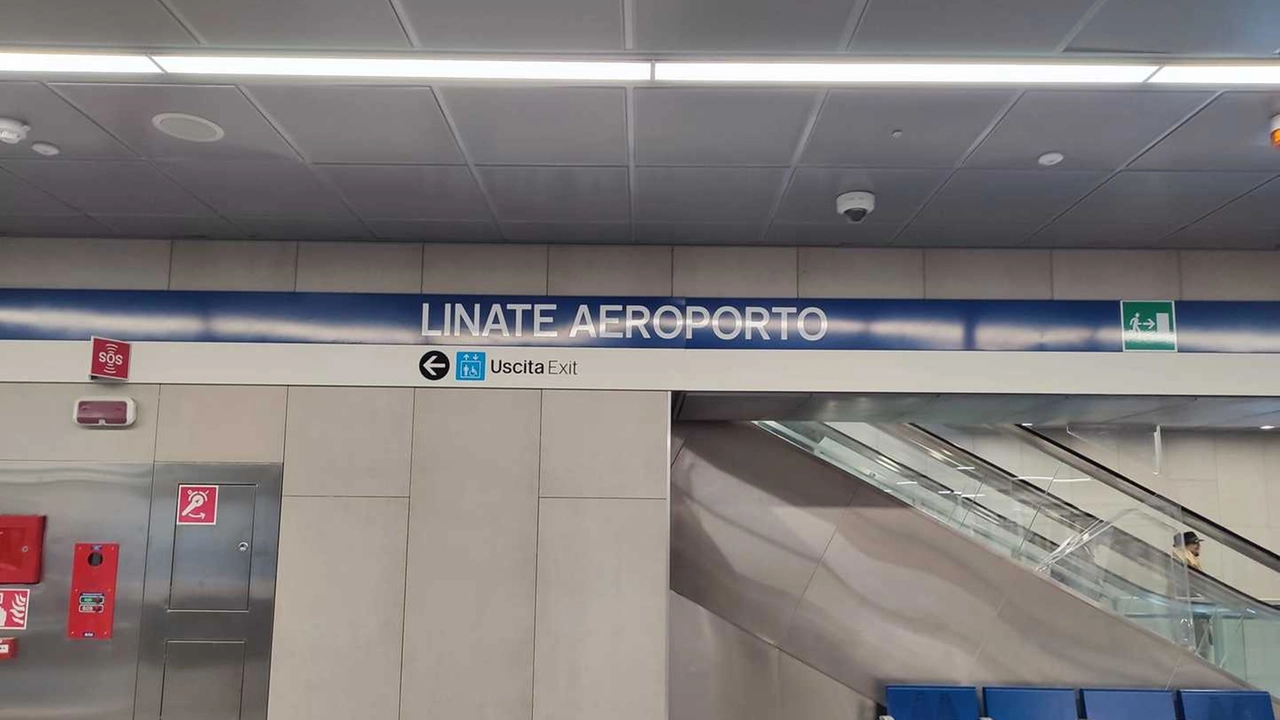 LINATE AEROPORTO
SOS
Uscita Exit